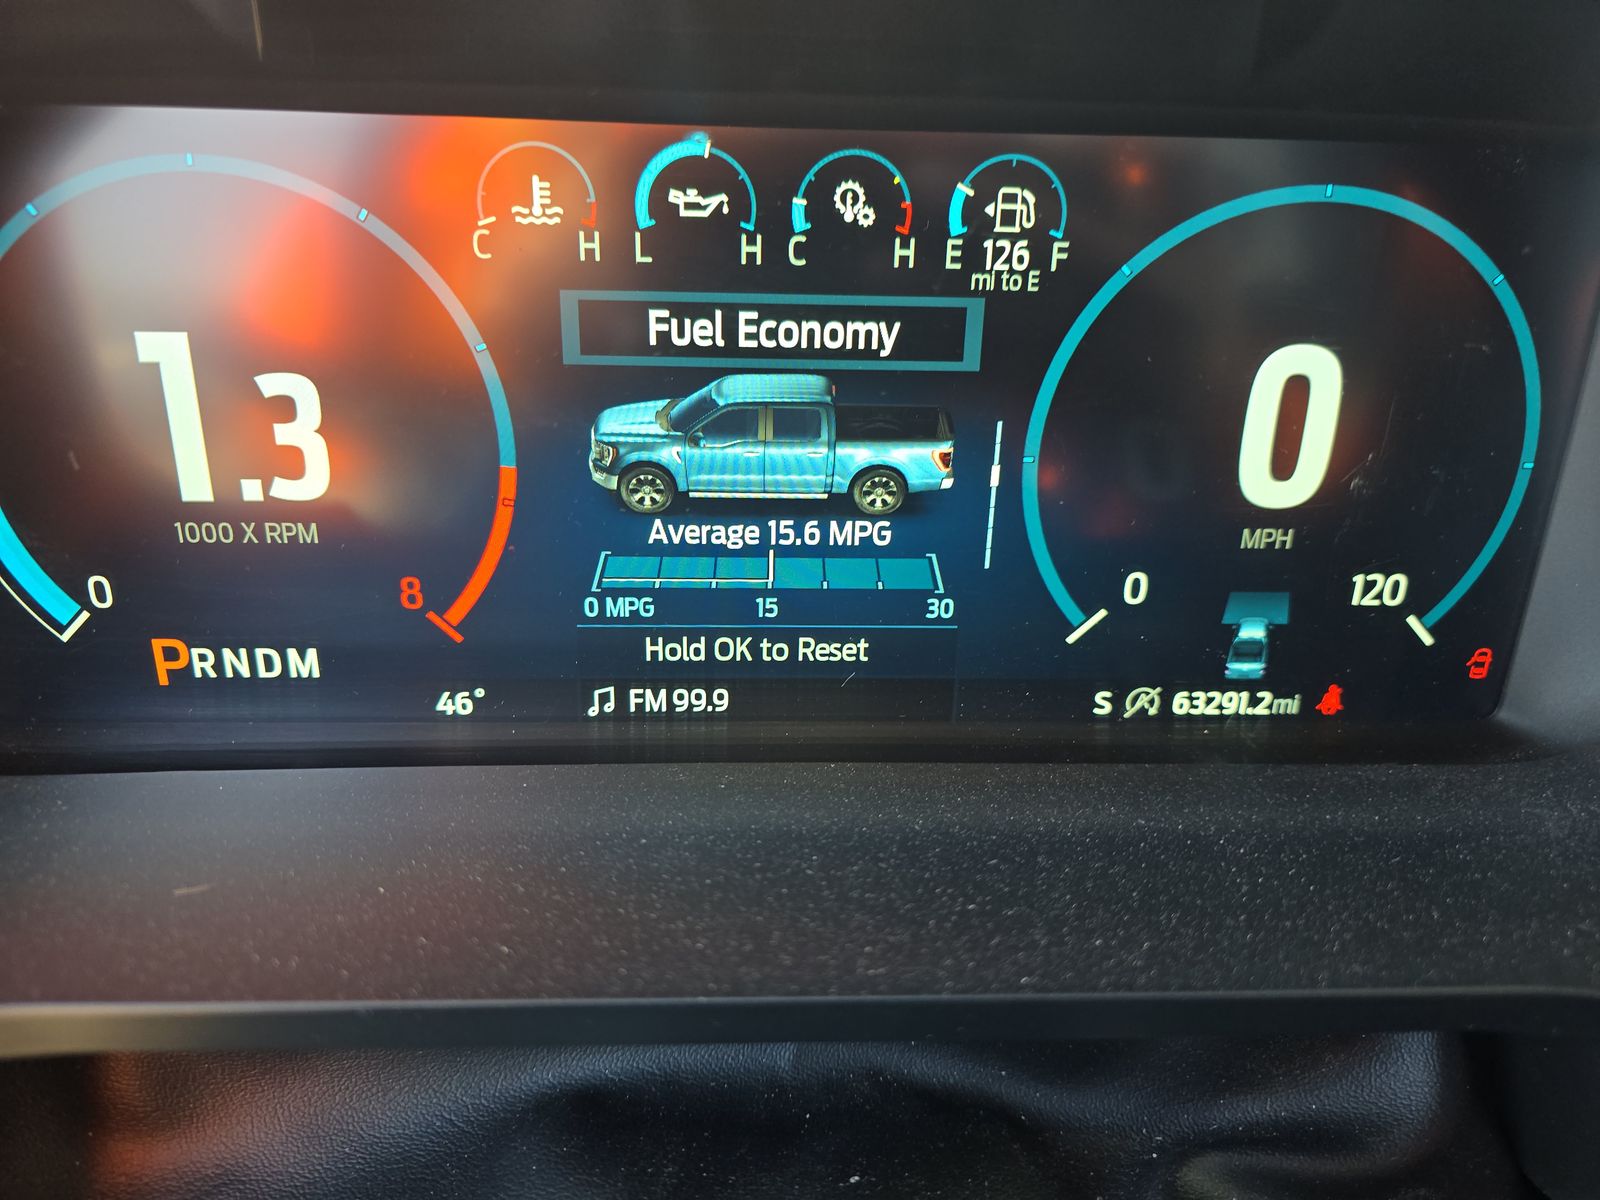 C H
L H
C H
E 126 F
mi to E
Fuel Economy
1.3
1000 X RPM
0
8
PRNDM
46°
Average 15.6 MPG
0 MPG 15 30
Hold OK to Reset
FM 99.9
0
MPH
0
120
S 63291.2mi